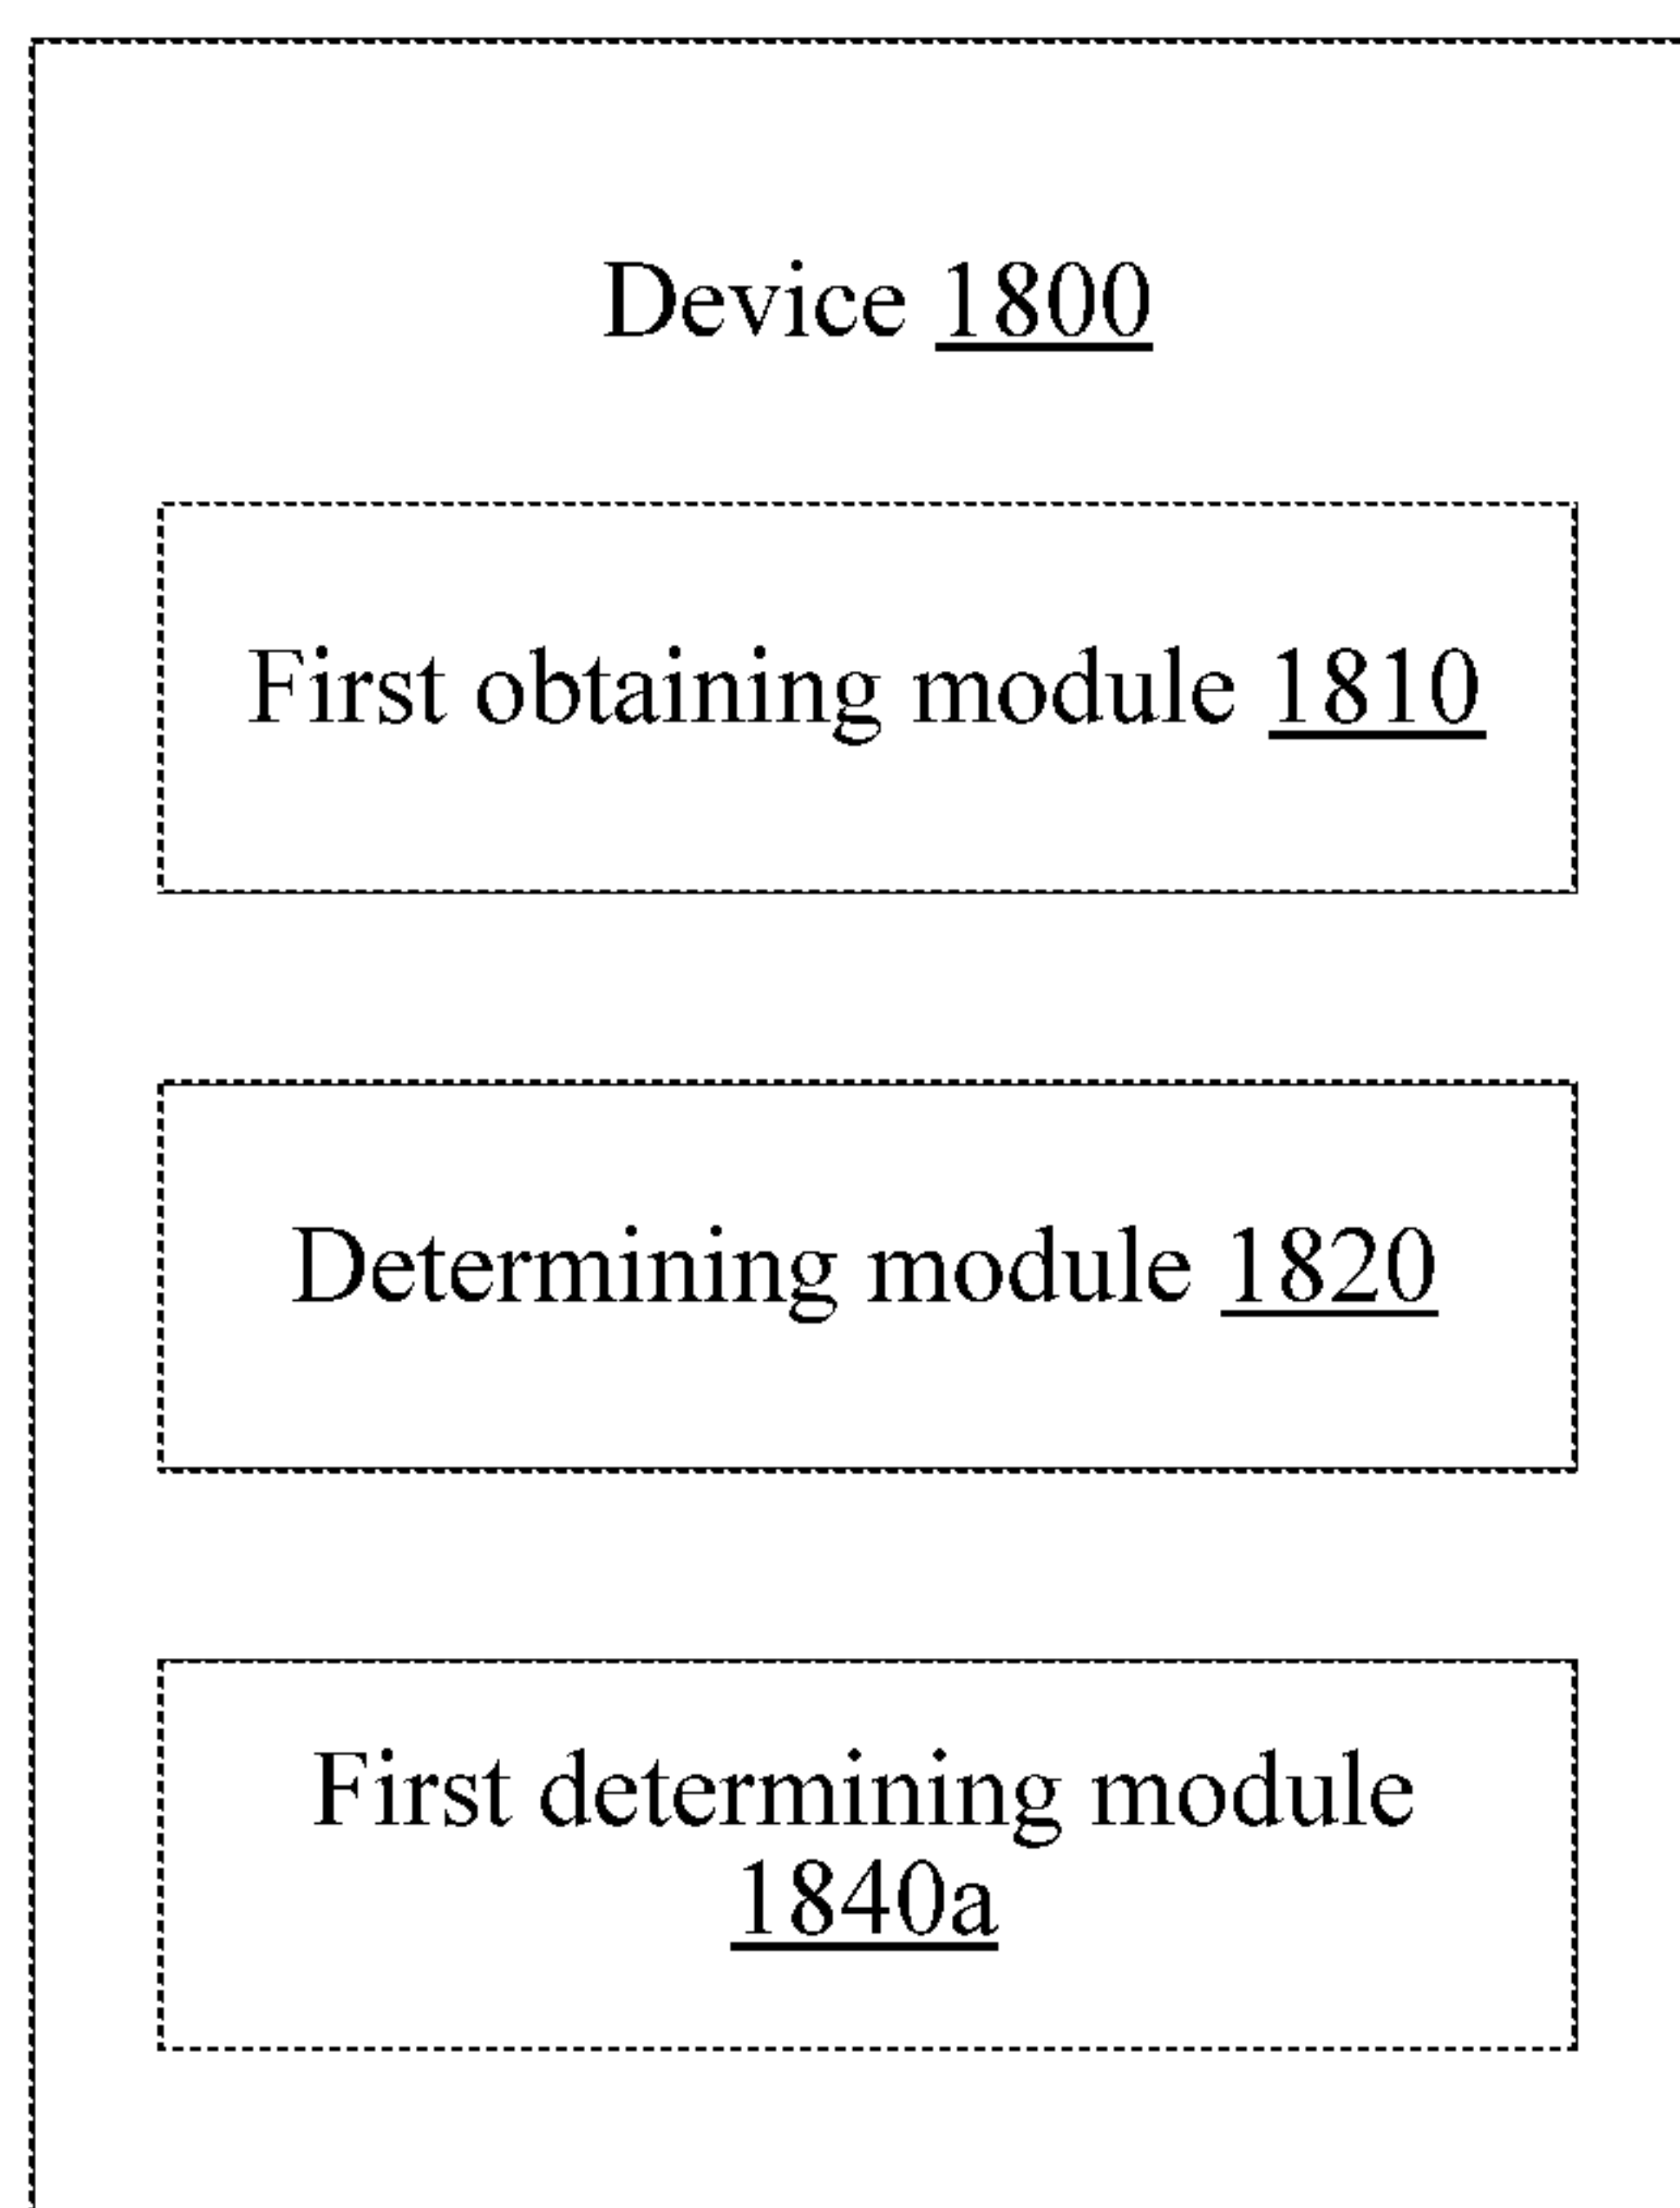 Device 1800
First obtaining module 1810
Determining module 1820
First determining module
1840a